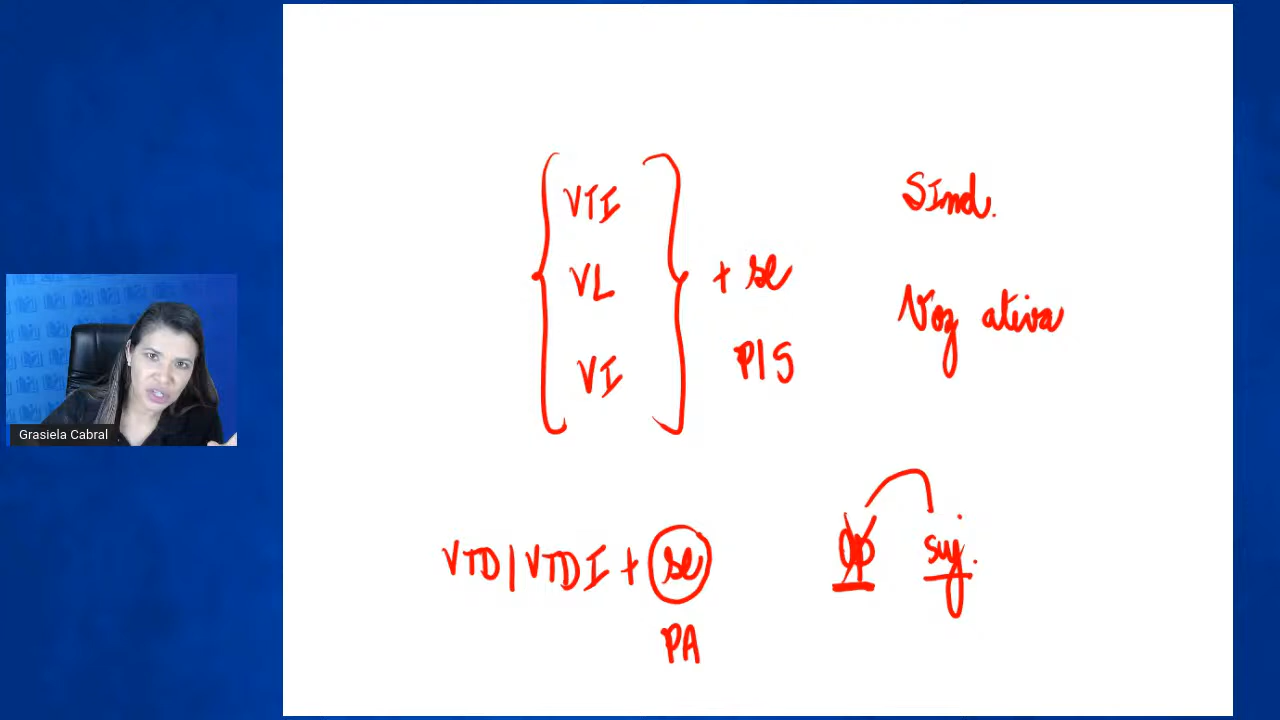 VTI
SInd.
VL
+ se
Voz ativa
VI
PIS
Grasiela Cabral
VTD/VTDI + se
OD
suj.
PA